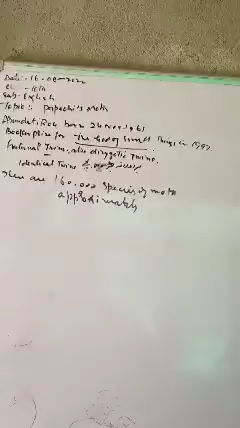 Date:- 16-08-2022
CL - 10th
Sub:- English
Topic:- papachi's moth
Arundati Roy born 24 nov 1961
Booker prize for the God of Small Things in 1997.
fraternal Twins, also dizygotic Twins,
Identical Twins
There are 160.000 Species of moth
approximately